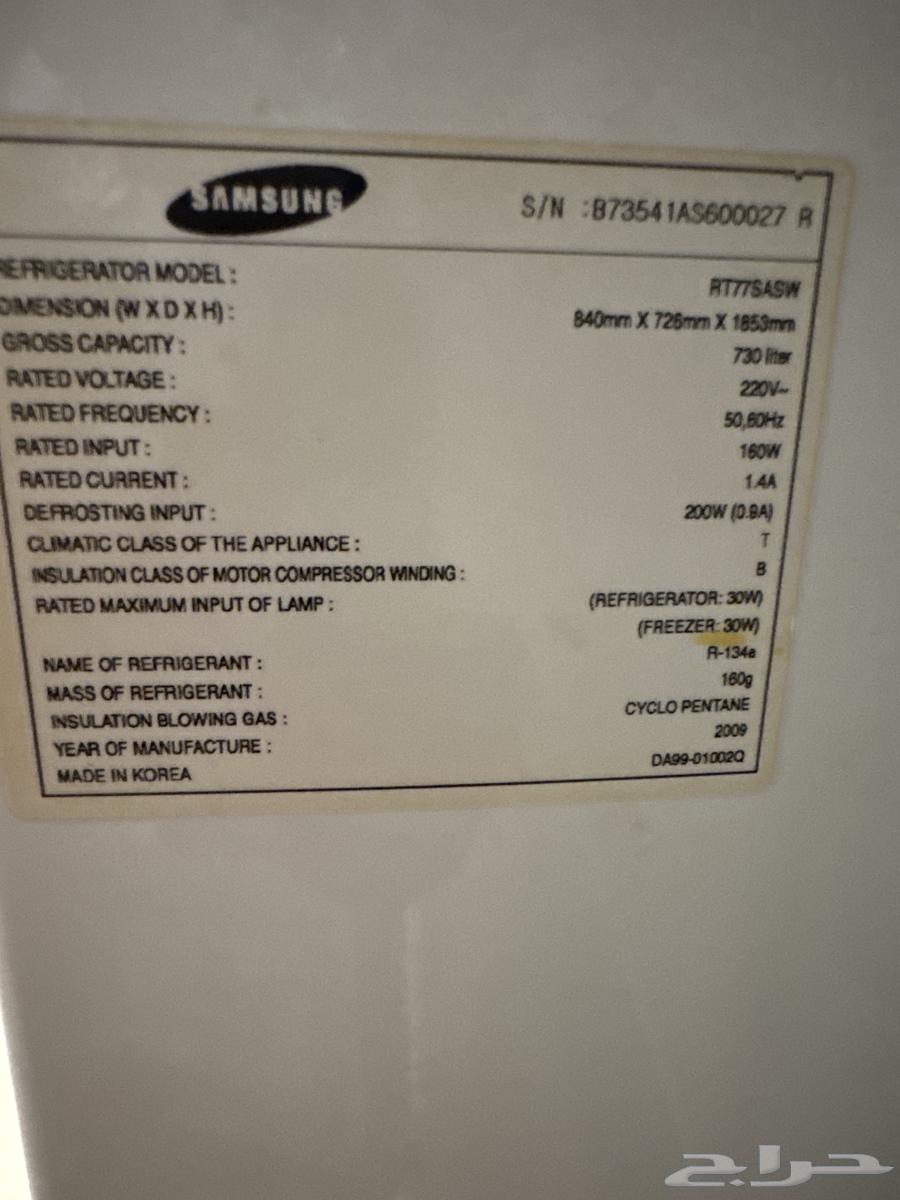 SAMSUNG S/N :B73541AS600027 R
REFRIGERATOR MODEL : RT77SASW
DIMENSION (W X D X H) : 840mm X 726mm X 1853mm
GROSS CAPACITY : 730 liter
RATED VOLTAGE : 220V~
RATED FREQUENCY : 50,60Hz
RATED INPUT : 160W
RATED CURRENT : 1.4A
DEFROSTING INPUT : 200W (0.9A)
CLIMATIC CLASS OF THE APPLIANCE : T
INSULATION CLASS OF MOTOR COMPRESSOR WINDING : B
RATED MAXIMUM INPUT OF LAMP : (REFRIGERATOR: 30W)
(FREEZER: 30W)
NAME OF REFRIGERANT : R-134a
MASS OF REFRIGERANT : 160g
INSULATION BLOWING GAS : CYCLO PENTANE
YEAR OF MANUFACTURE : 2009
MADE IN KOREA DA99-01002Q
حراج